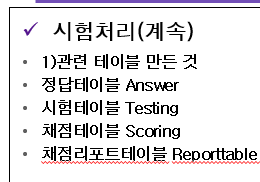 ✓ 시험처리(계속)
• 1)관련 테이블 만든 것
• 정답테이블 Answer
• 시험테이블 Testing
• 채점테이블 Scoring
• 채점리포트테이블 Reporttable